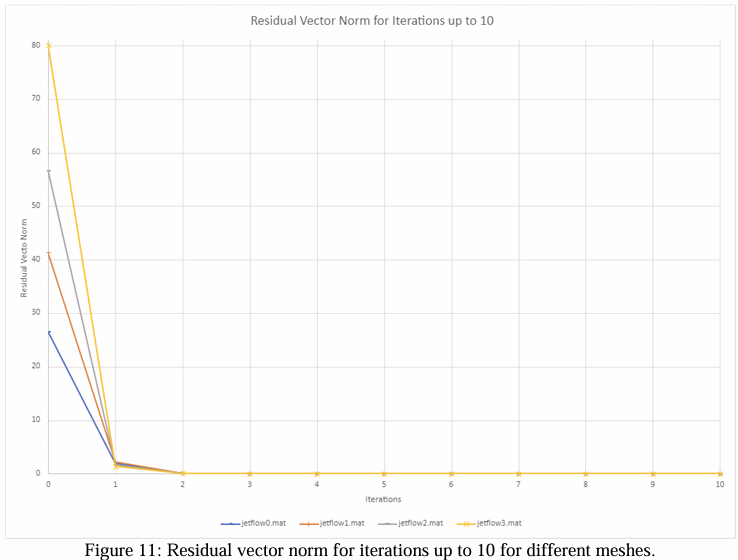 Residual Vector Norm for Iterations up to 10
80
70
60
50
40
30
20
10
0
Residual Vecto Norm
0 1 2 3 4 5 6 7 8 9 10
Iterations
jetflow0.mat jetflow1.mat jetflow2.mat jetflow3.mat
Figure 11: Residual vector norm for iterations up to 10 for different meshes.